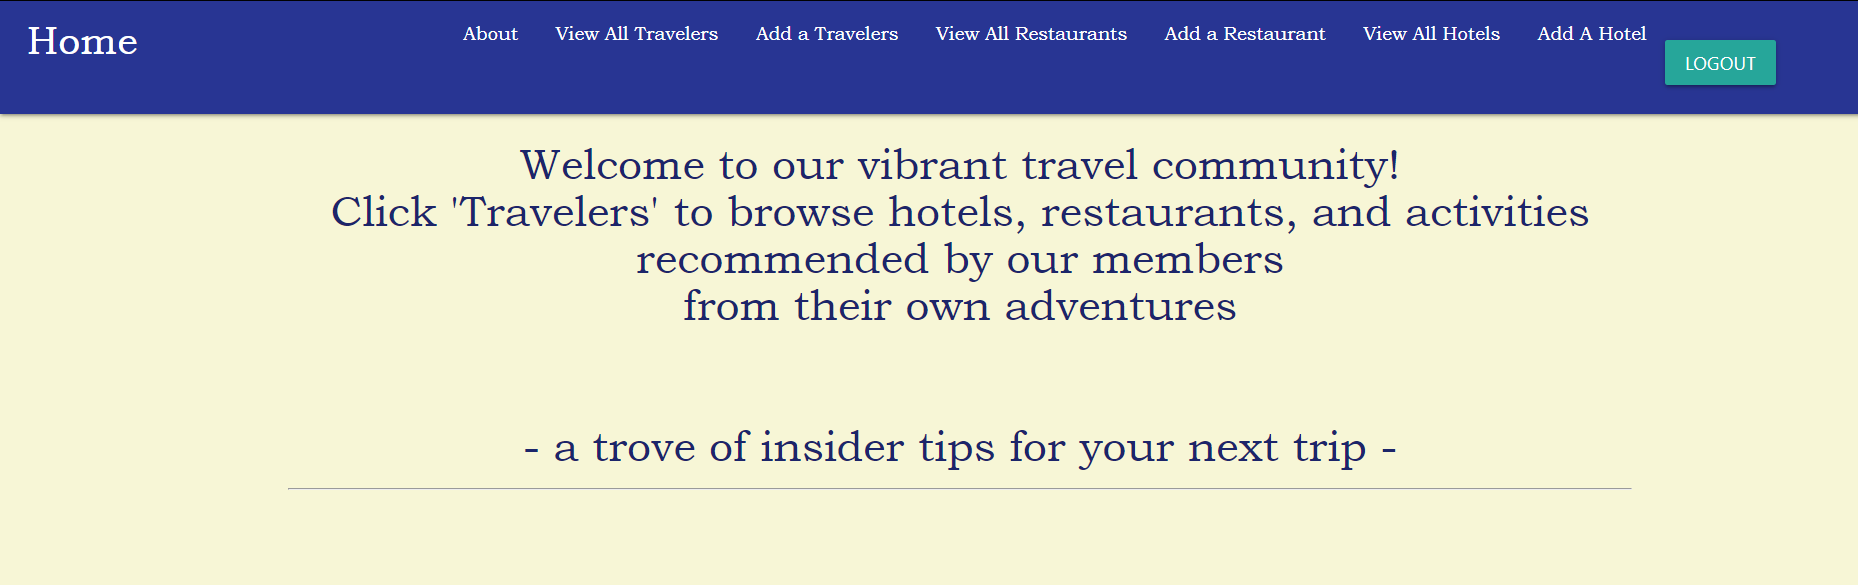 Home
About
View All Travelers
Add a Travelers
View All Restaurants
Add a Restaurant
View All Hotels
Add A Hotel
LOGOUT
Welcome to our vibrant travel community!
Click 'Travelers' to browse hotels, restaurants, and activities
recommended by our members
from their own adventures
- a trove of insider tips for your next trip -